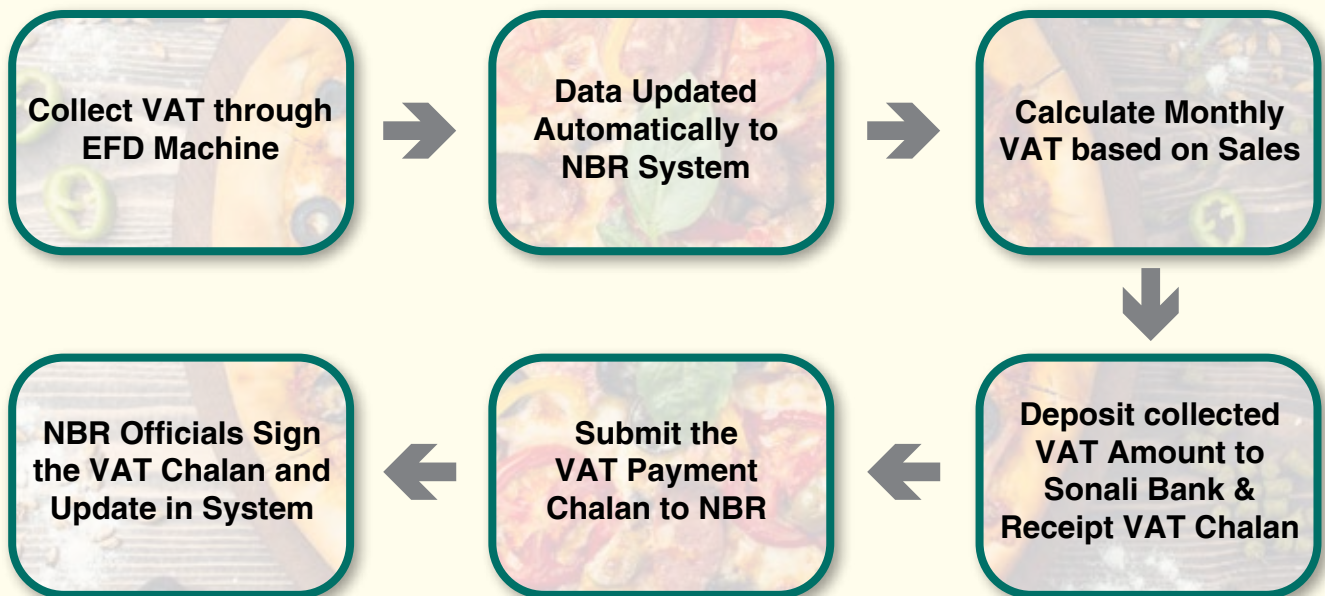 Collect VAT through
EFD Machine
Data Updated
Automatically to
NBR System
Calculate Monthly
VAT based on Sales
Deposit collected
VAT Amount to
Sonali Bank &
Receipt VAT Chalan
Submit the
VAT Payment
Chalan to NBR
NBR Officials Sign
the VAT Chalan and
Update in System